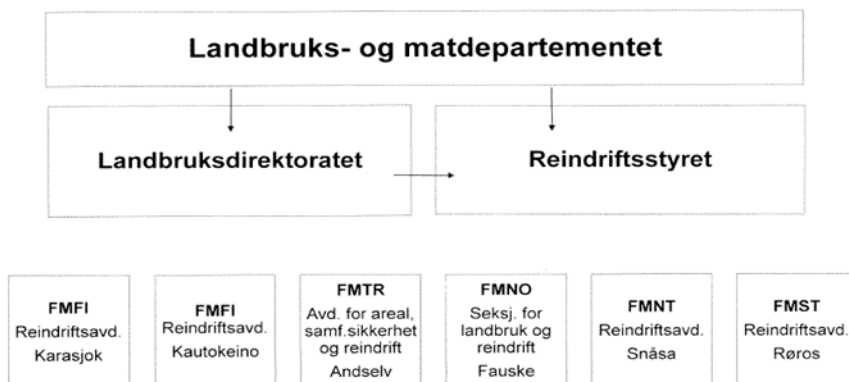 Landbruks- og matdepartementet
Landbruksdirektoratet
Reindriftsstyret
FMFI
Reindriftsavd.
Karasjok
FMFI
Reindriftsavd.
Kautokeino
FMTR
Avd. for areal,
samf.sikkerhet
og reindrift
Andselv
FMNO
Seksj. for
landbruk og
reindrift
Fauske
FMNT
Reindriftsavd.
Snåsa
FMST
Reindriftsavd.
Røros